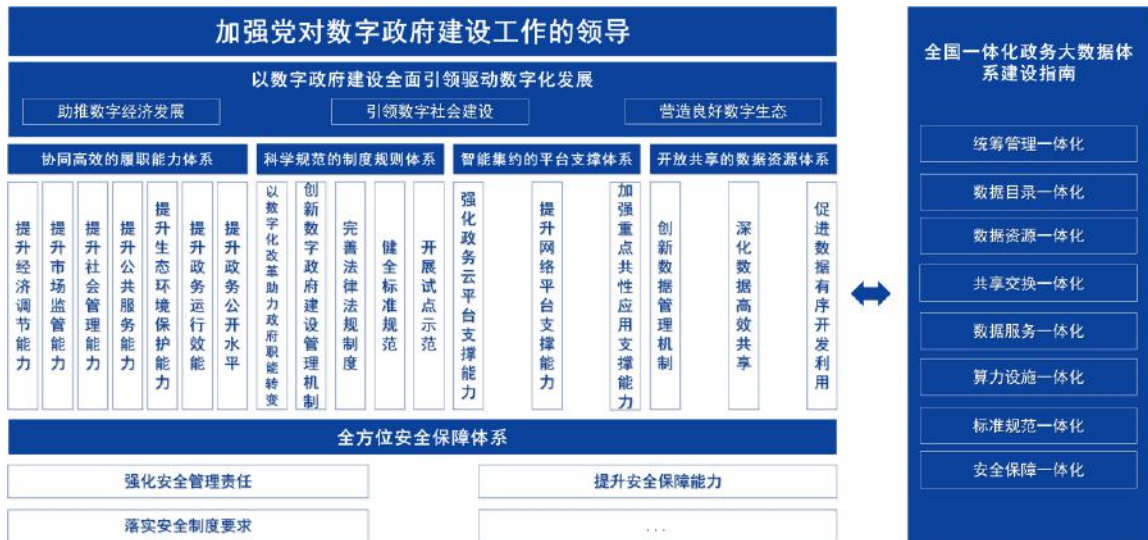 加强党对数字政府建设工作的领导
以数字政府建设全面引领驱动数字化发展
助推数字经济发展
引领数字社会建设
营造良好数字生态
协同高效的履职能力体系
科学规范的制度规则体系
智能集约的平台支撑体系
开放共享的数据资源体系
提升经济调节能力
提升市场监管能力
提升社会管理能力
提升公共服务能力
提升生态环境保护能力
提升政务运行效能
提升政务公开水平
以数字化改革助力政府职能转变
创新数字政府建设管理机制
完善法律法规制度
健全标准规范
开展试点示范
强化政务云平台支撑能力
提升网络平台支撑能力
加强重点共性应用支撑能力
创新数据管理机制
深化数据高效共享
促进数据有序开发利用
全方位安全保障体系
强化安全管理责任
提升安全保障能力
落实安全制度要求
...
全国一体化政务大数据体
系建设指南
统筹管理一体化
数据目录一体化
数据资源一体化
共享交换一体化
数据服务一体化
算力设施一体化
标准规范一体化
安全保障一体化